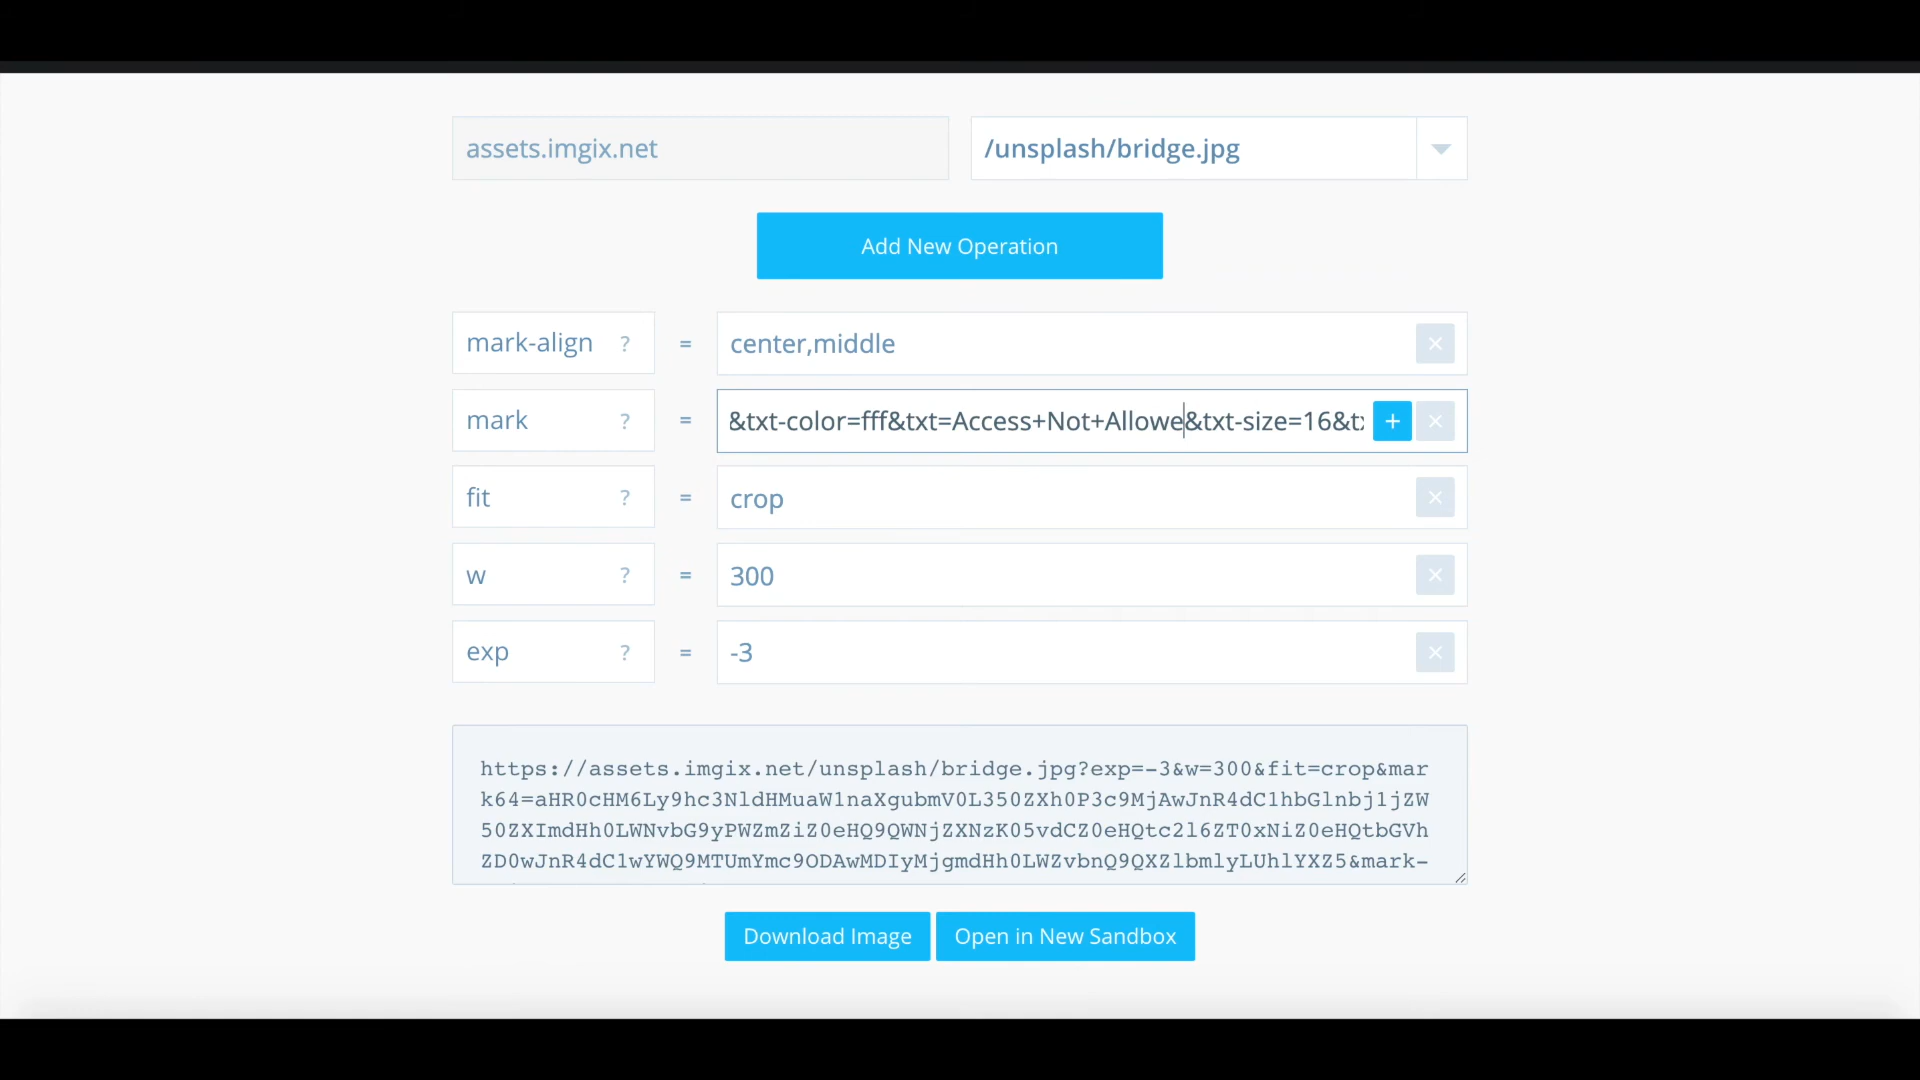 assets.imgix.net
/unsplash/bridge.jpg
Add New Operation
mark-align ? = center,middle
mark ? = &txt-color=fff&txt=Access+Not+Allowe&txt-size=16&t
fit ? = crop
w ? = 300
exp ? = -3
https://assets.imgix.net/unsplash/bridge.jpg?exp=-3&w=300&fit=crop&mar
k64=aHR0cHM6Ly9hc3NldHMuaW1naXgubmV0L350ZXh0P3c9MjAwJnR4dC1hbGlnbj1jZW
50ZXImdHh0LWNvbG9yPWZmZiZ0eHQ9QWNjZXNzK05vdCZ0eHQtc2l6ZT0xNiZ0eHQtbGVh
ZD0wJnR4dC1wYWQ9MTUmYmc9ODAwMDIyMjgmdHh0LWZvbnQ9QXZlbmlyLUhlYXZ5&mark-
Download Image
Open in New Sandbox